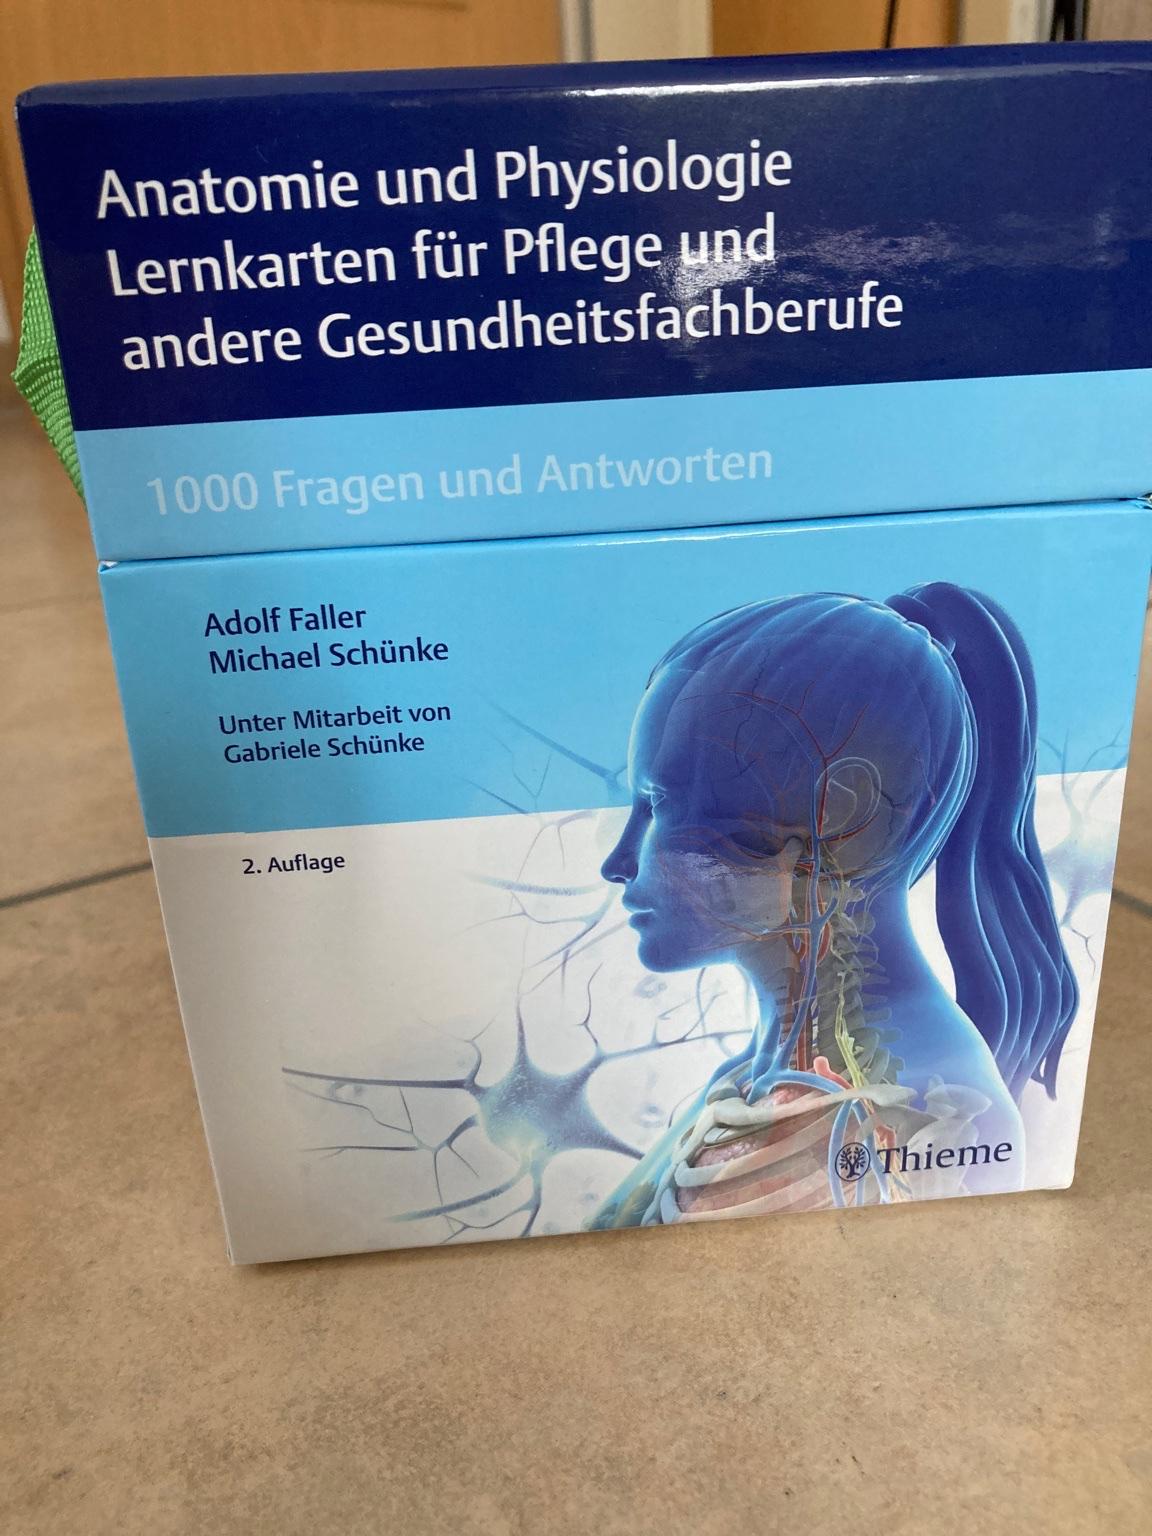 Anatomie und Physiologie
Lernkarten für Pflege und
andere Gesundheitsfachberufe
1000 Fragen und Antworten
Adolf Faller
Michael Schünke
Unter Mitarbeit von
Gabriele Schünke
2. Auflage
Thieme